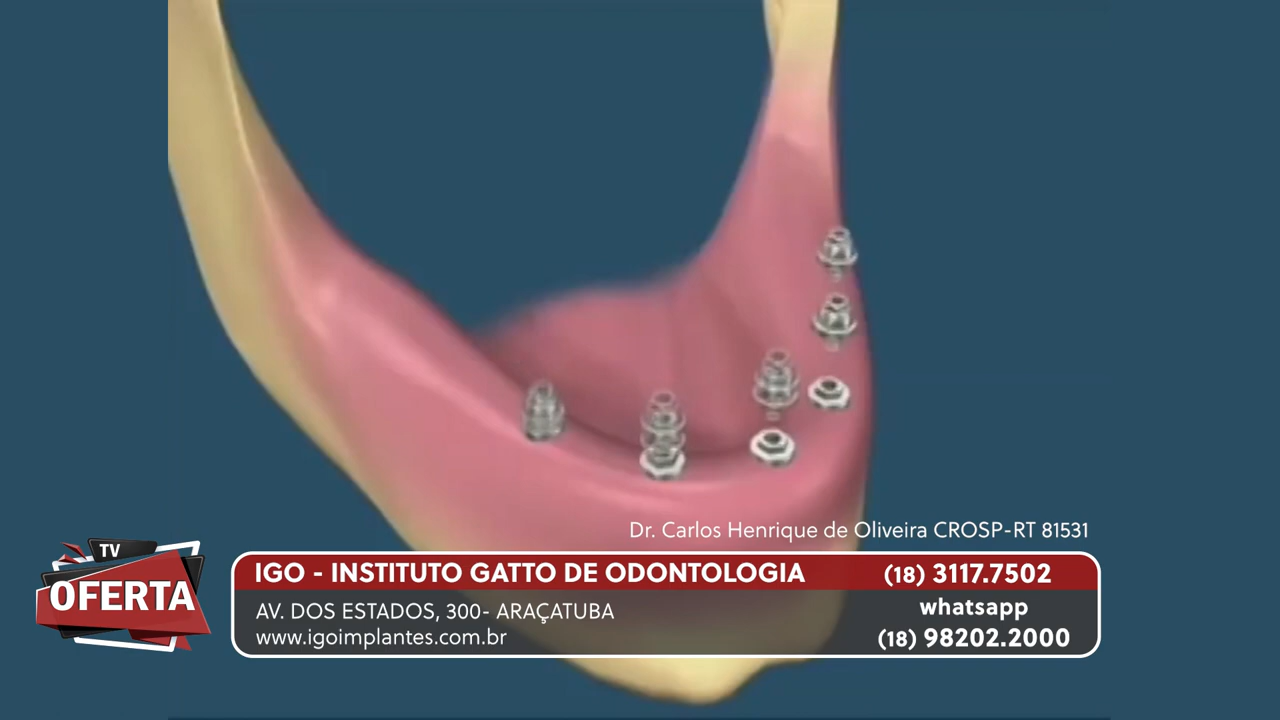 Dr. Carlos Henrique de Oliveira CROSP-RT 81531
TV
OFERTA
IGO - INSTITUTO GATTO DE ODONTOLOGIA
(18) 3117.7502
AV. DOS ESTADOS, 300- ARAÇATUBA
www.igoimplantes.com.br
whatsapp
(18) 98202.2000